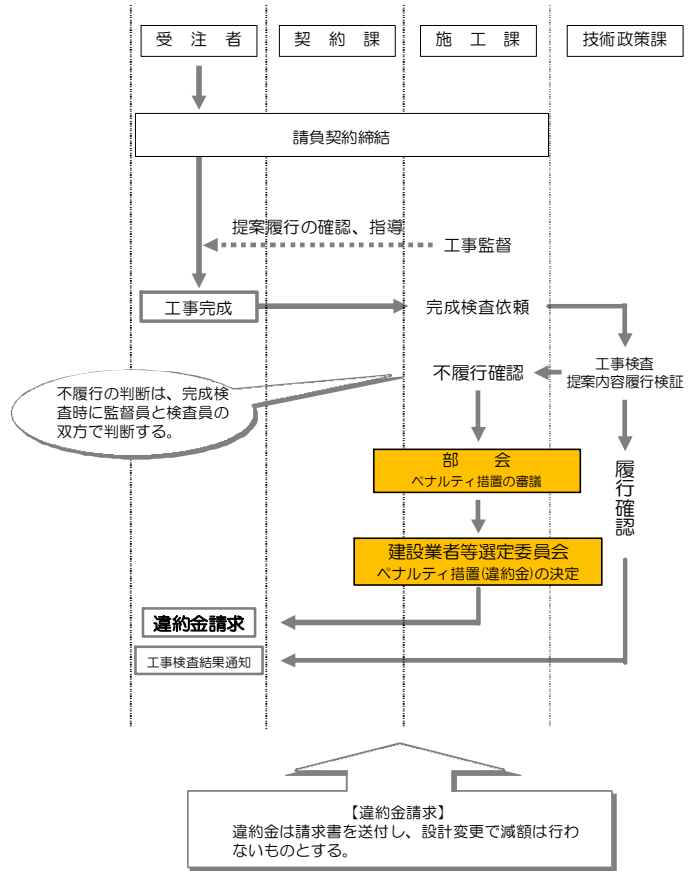 受　注　者
契　約　課
施　工　課
技術政策課
請負契約締結
提案履行の確認、指導
工事監督
工事完成
完成検査依頼
工事検査
提案内容履行検証
不履行確認
不履行の判断は、完成検
査時に監督員と検査員の
双方で判断する。
部　会
ペナルティ措置の審議
履行確認
建設業者等選定委員会
ペナルティ措置(違約金)の決定
違約金請求
工事検査結果通知
【違約金請求】
違約金は請求書を送付し、設計変更で減額は行わ
ないものとする。